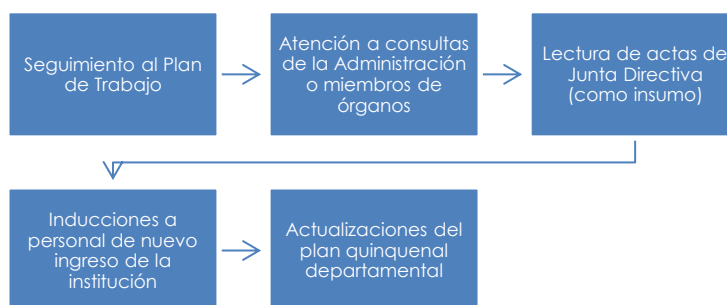 Seguimiento al Plan
de Trabajo
Atención a consultas
de la Administración
o miembros de
órganos
Lectura de actas de
Junta Directiva
(como insumo)
Inducciones a
personal de nuevo
ingreso de la
institución
Actualizaciones del
plan quinquenal
departamental